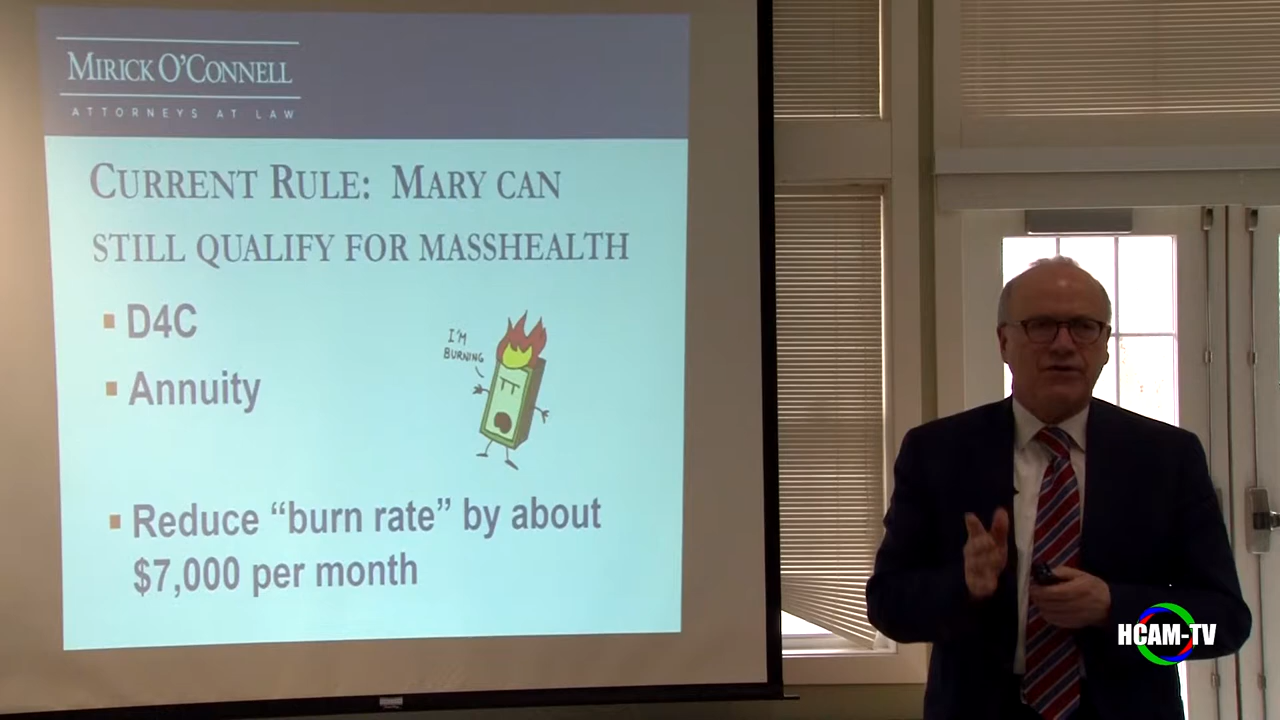 MIRICK O'CONNELL
ATTORNEYS AT LAW
CURRENT RULE: MARY CAN
STILL QUALIFY FOR MASSHEALTH
▪ D4C
▪ Annuity
I'M
BURNING
▪ Reduce “burn rate” by about
$7,000 per month
HCAM-TV